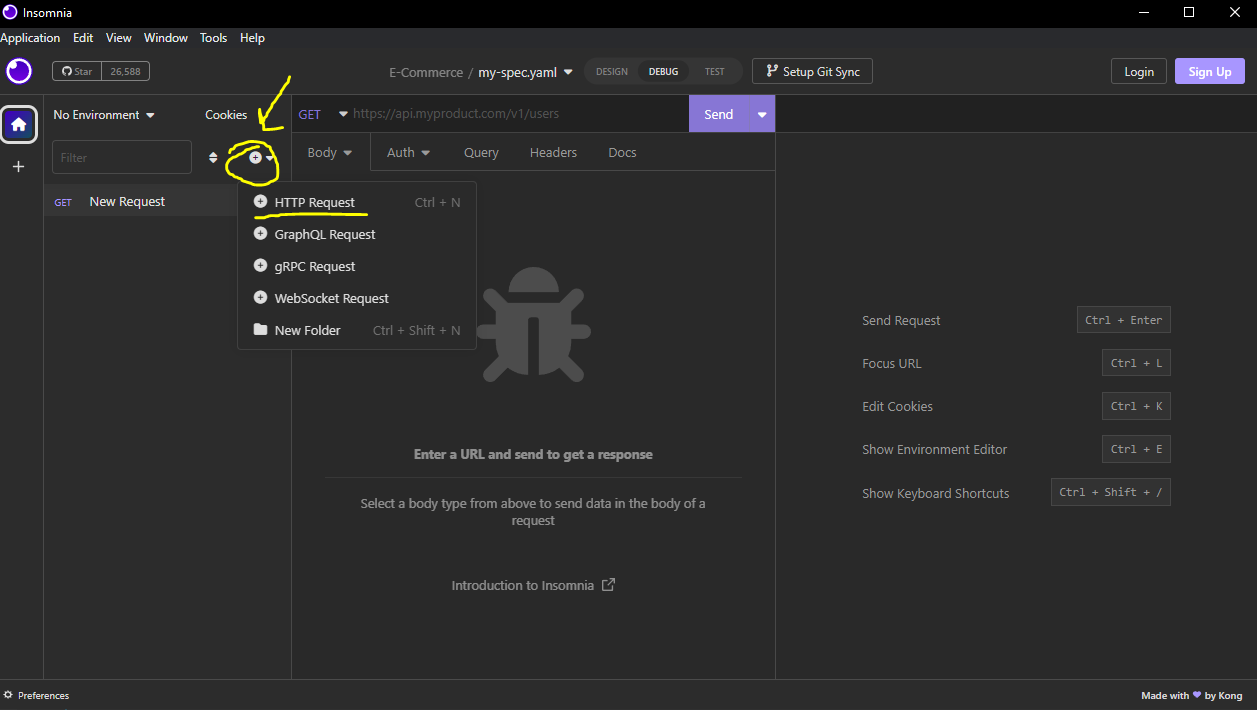 Insomnia
Application Edit View Window Tools Help
Star 26,588
E-Commerce / my-spec.yaml
DESIGN DEBUG TEST
Setup Git Sync
Login
Sign Up
No Environment
Cookies
GET https://api.myproduct.com/v1/users
Send
Filter
Body Auth Query Headers Docs
GET New Request
HTTP Request Ctrl + N
GraphQL Request
gRPC Request
WebSocket Request
New Folder Ctrl + Shift + N
Enter a URL and send to get a response
Select a body type from above to send data in the body of a
request
Introduction to Insomnia
Send Request Ctrl + Enter
Focus URL Ctrl + L
Edit Cookies Ctrl + K
Show Environment Editor Ctrl + E
Show Keyboard Shortcuts Ctrl + Shift + /
Preferences
Made with 💜 by Kong